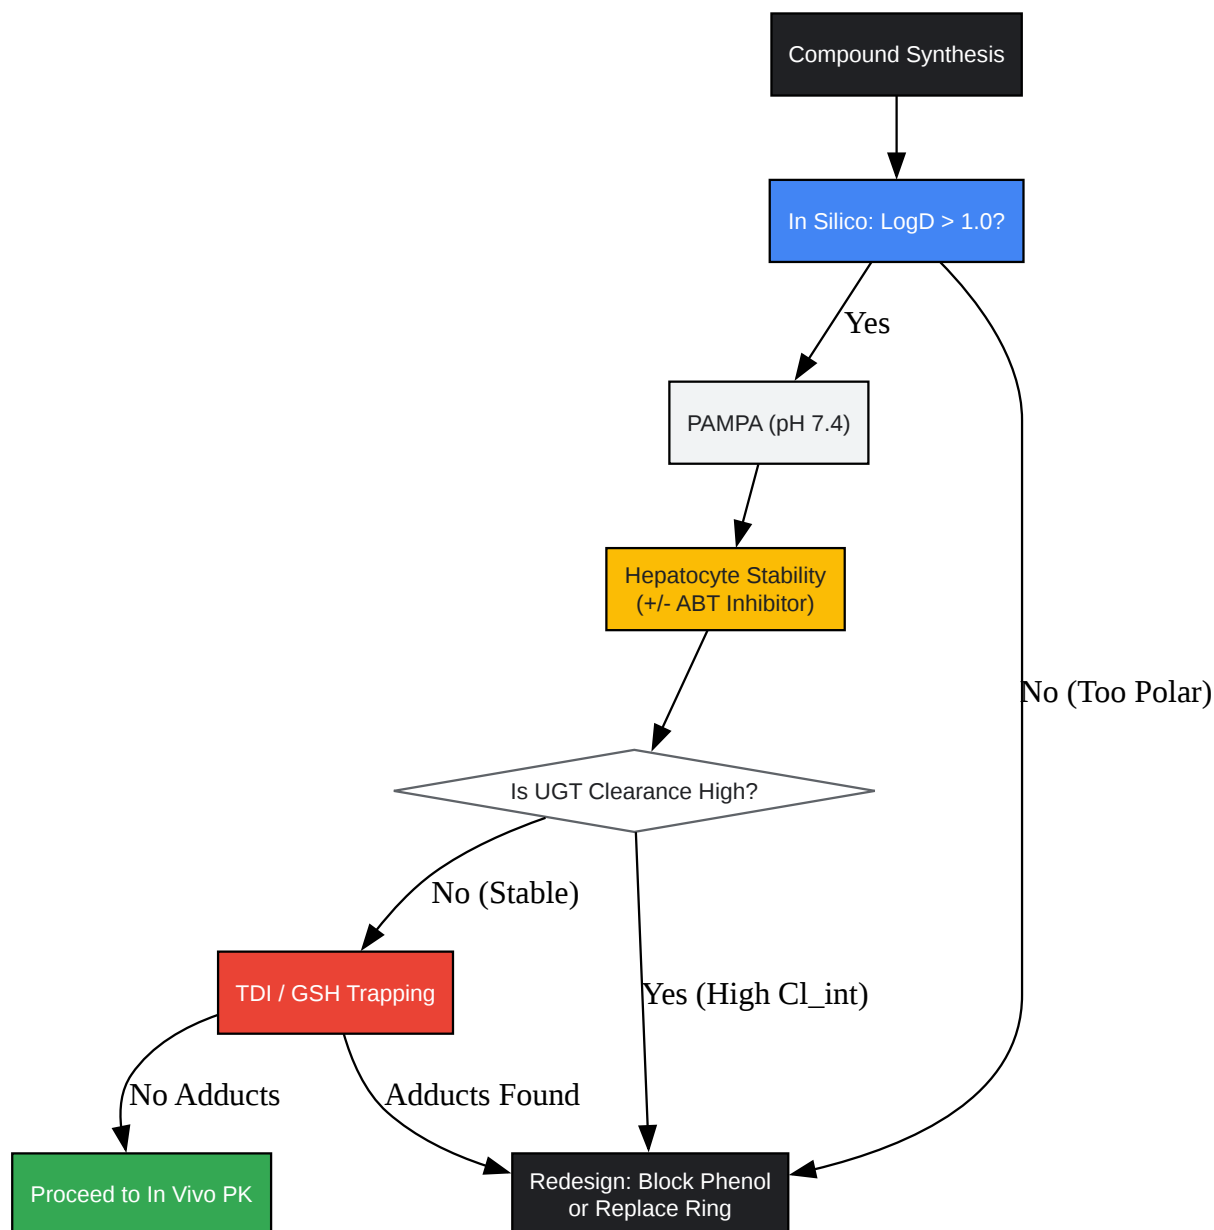 Compound Synthesis
In Silico: LogD > 1.0?
Yes
PAMPA (pH 7.4)
Hepatocyte Stability
(+/- ABT Inhibitor)
No (Too Polar)
Is UGT Clearance High?
No (Stable)
TDI / GSH Trapping
Yes (High Cl_int)
No Adducts
Adducts Found
Proceed to In Vivo PK
Redesign: Block Phenol
or Replace Ring